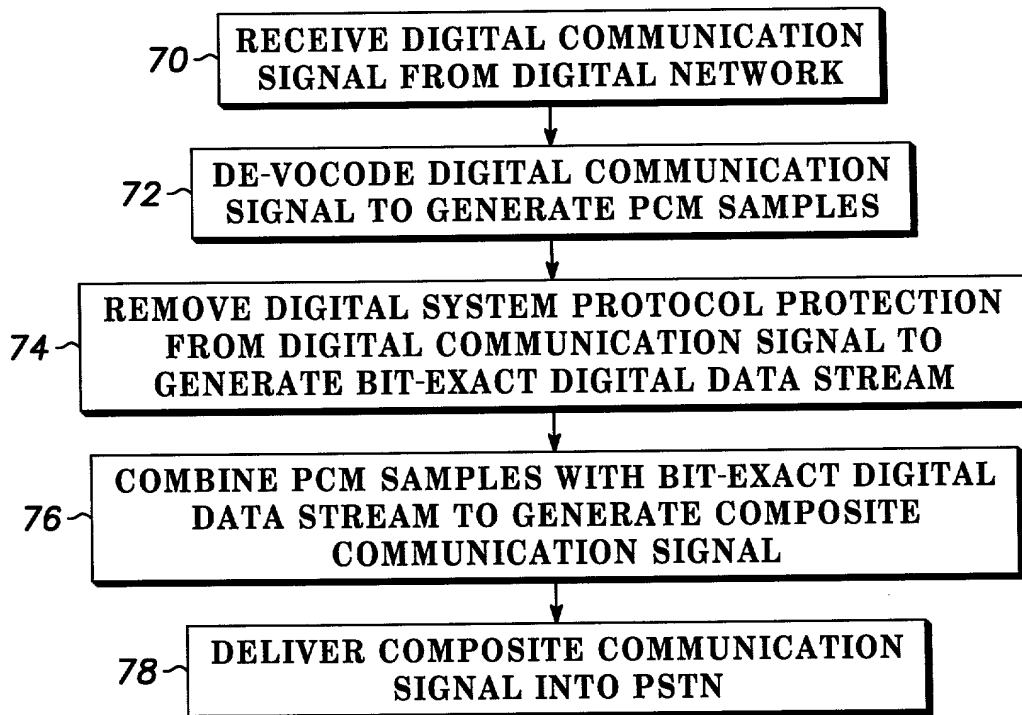 70
RECEIVE DIGITAL COMMUNICATION
SIGNAL FROM DIGITAL NETWORK
72
DE-VOCODE DIGITAL COMMUNICATION
SIGNAL TO GENERATE PCM SAMPLES
74
REMOVE DIGITAL SYSTEM PROTOCOL PROTECTION
FROM DIGITAL COMMUNICATION SIGNAL TO
GENERATE BIT-EXACT DIGITAL DATA STREAM
76
COMBINE PCM SAMPLES WITH BIT-EXACT DIGITAL
DATA STREAM TO GENERATE COMPOSITE
COMMUNICATION SIGNAL
78
DELIVER COMPOSITE COMMUNICATION
SIGNAL INTO PSTN